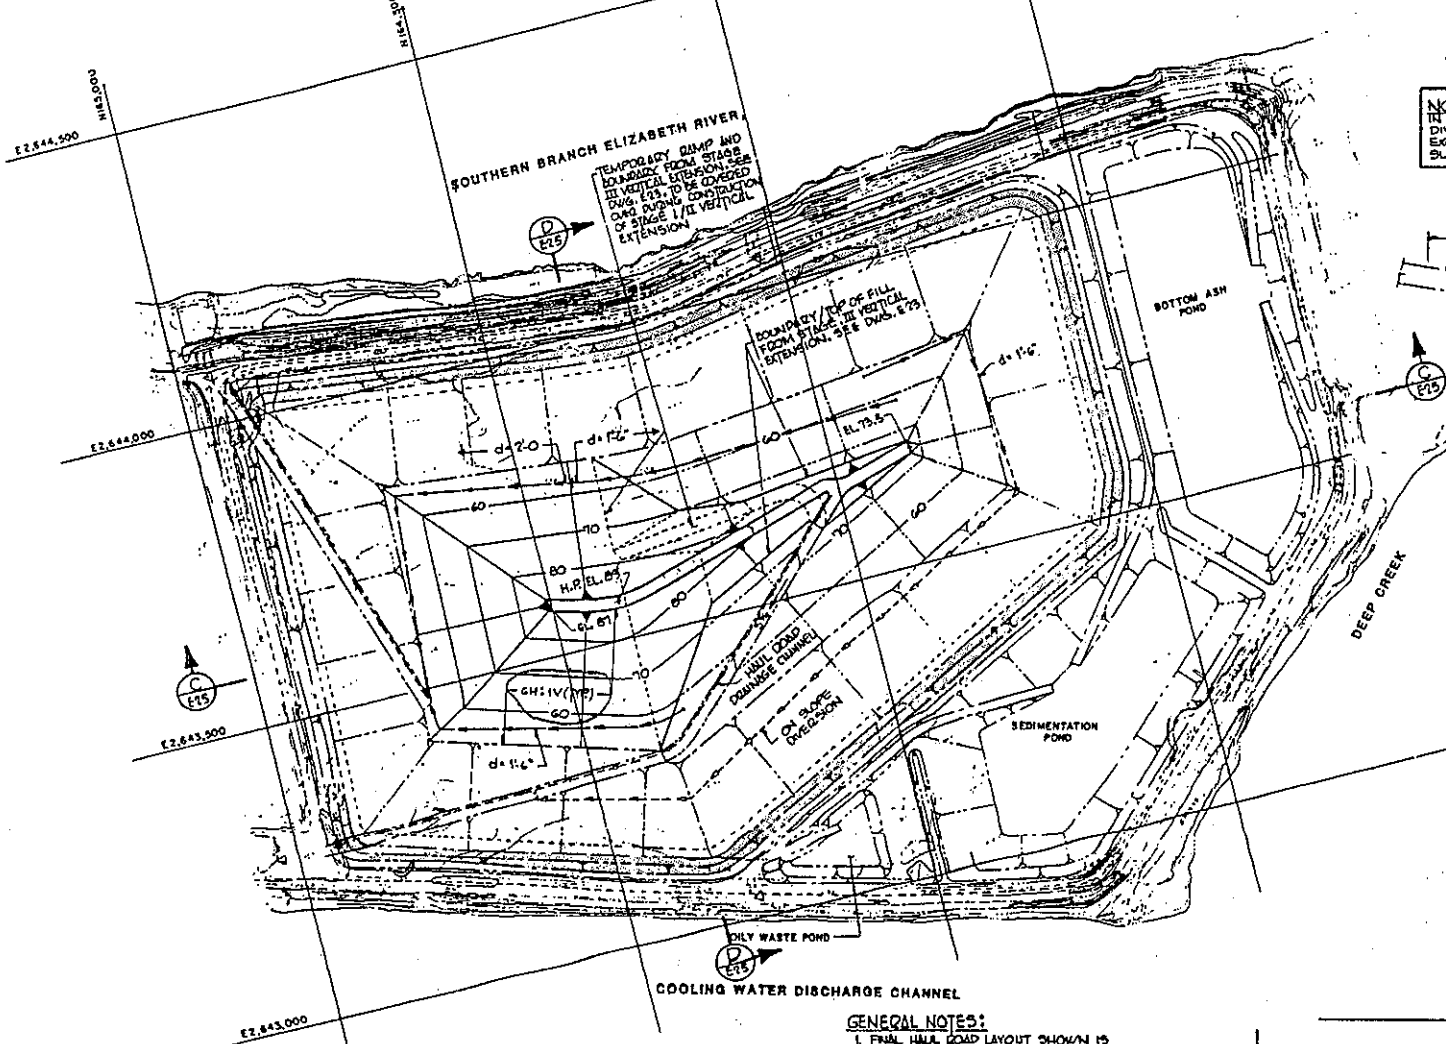 N164,500
N165,000
E2,644,500
SOUTHERN BRANCH ELIZABETH RIVER
TEMPORARY RAMP AND
BOUNDARY FROM STAGE
III VERTICAL EXTENSION, SEE
DWG. E23, TO BE COVERED
OVER DURING CONSTRUCTION
OF STAGE I/II VERTICAL
EXTENSION
D
E25
BOUNDARY/TOP OF FILL
FROM STAGE III VERTICAL
EXTENSION, SEE DWG. E23
BOTTOM ASH
POND
d=1'-6"
C
E25
E2,644,000
d=2'-0
d=1'-6"
60
EL.73.5
60
70
70
60
80
H.P. EL. 89
EL. 87
80
DEEP CREEK
HAUL ROAD
DRAINAGE CHANNEL
70
6H:1V(TYP)
60
C
E25
ON SLOPE
DIVERSION
SEDIMENTATION
POND
E2,643,500
d=1'-6"
OILY WASTE POND
D
E25
COOLING WATER DISCHARGE CHANNEL
E2,643,000
GENERAL NOTES:
1. FINAL HAUL ROAD LAYOUT SHOWN IS